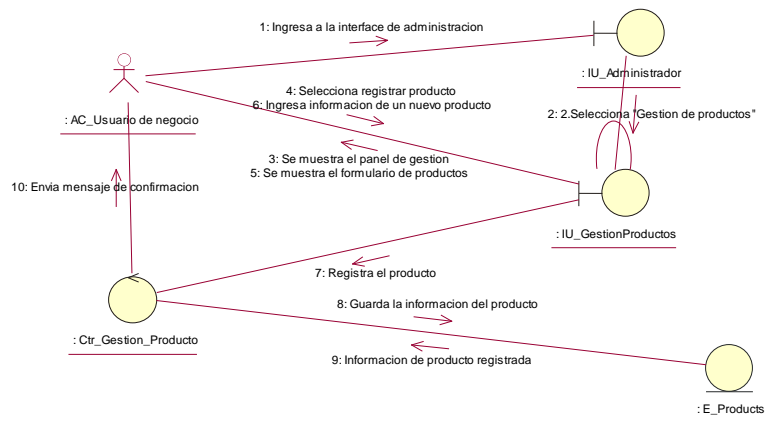 1: Ingresa a la interface de administracion
: IU_Administrador
4: Selecciona registrar producto
6: Ingresa informacion de un nuevo producto
2: 2.Selecciona "Gestion de productos"
: AC_Usuario de negocio
3: Se muestra el panel de gestion
5: Se muestra el formulario de productos
10: Envia mensaje de confirmacion
: IU_GestionProductos
7: Registra el producto
8: Guarda la informacion del producto
: Ctr_Gestion_Producto
9: Informacion de producto registrada
: E_Products